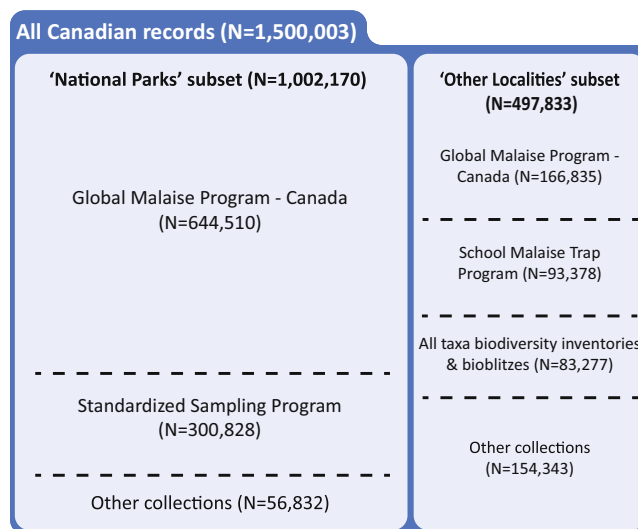 All Canadian records (N=1,500,003)
‘National Parks’ subset (N=1,002,170)
Global Malaise Program - Canada
(N=644,510)
Standardized Sampling Program
(N=300,828)
Other collections (N=56,832)
‘Other Localities’ subset
(N=497,833)
Global Malaise Program -
Canada (N=166,835)
School Malaise Trap
Program (N=93,378)
All taxa biodiversity inventories
& bioblitzes (N=83,277)
Other collections
(N=154,343)